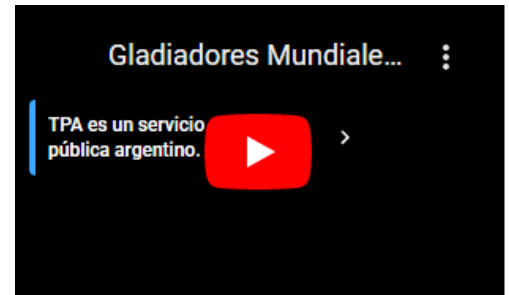 Gladiadores Mundiale...
TPA es un servicio
pública argentino.